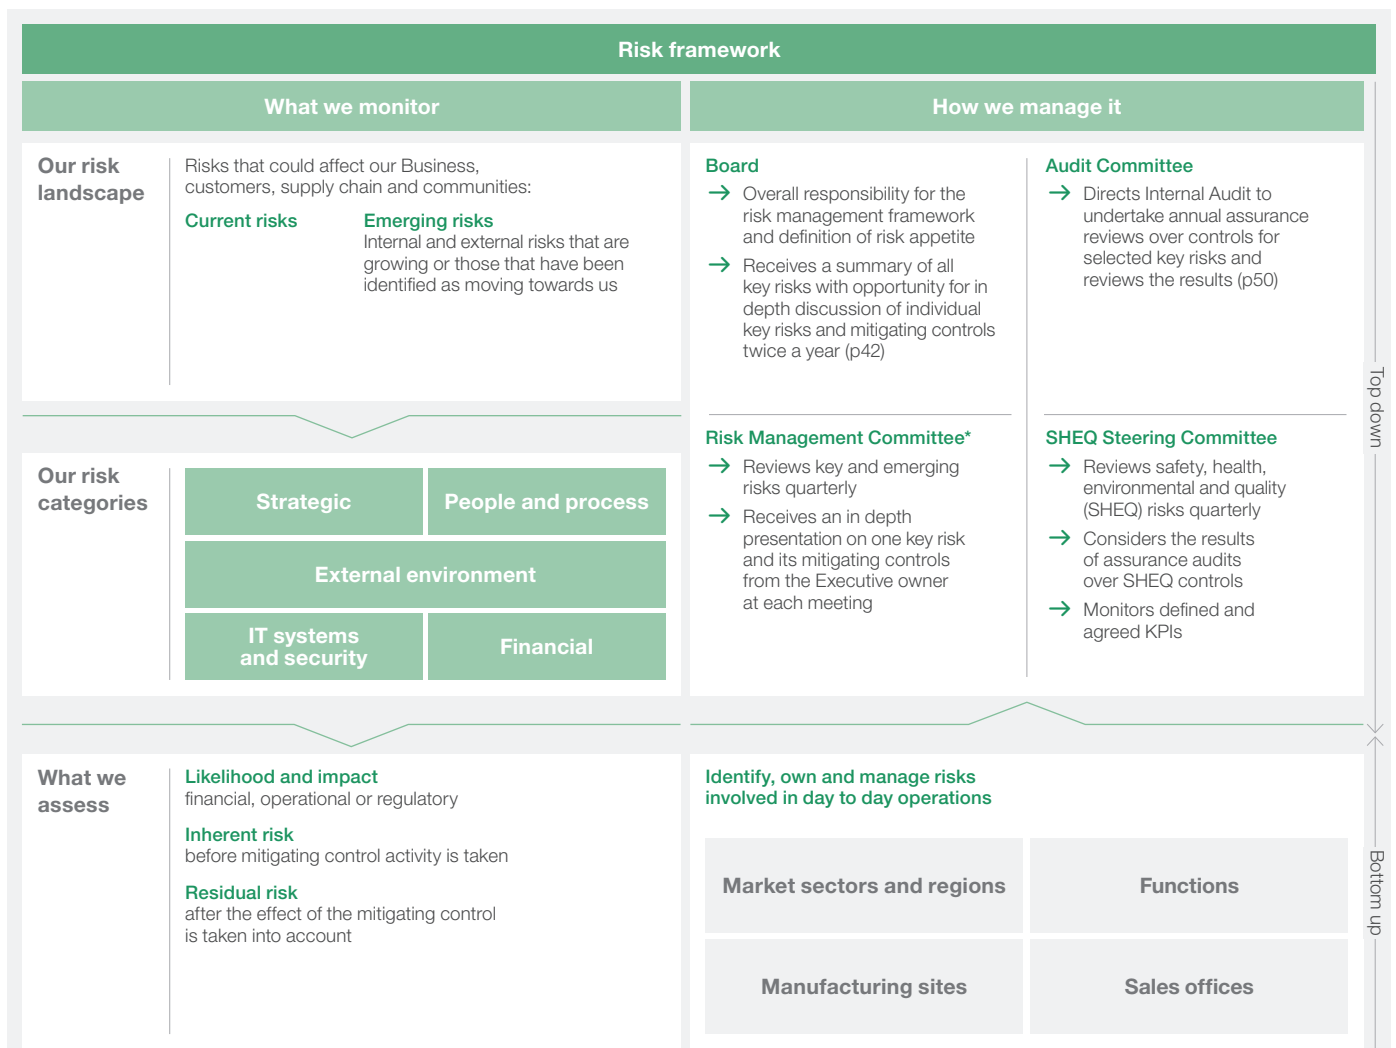 Risk framework
What we monitor
How we manage it
Our risk
landscape
Risks that could affect our Business,
customers, supply chain and communities:
Current risks
Emerging risks
Internal and external risks that are
growing or those that have been
identified as moving towards us
Board
→ Overall responsibility for the
risk management framework
and definition of risk appetite
→ Receives a summary of all
key risks with opportunity for in
depth discussion of individual
key risks and mitigating controls
twice a year (p42)
Audit Committee
→ Directs Internal Audit to
undertake annual assurance
reviews over controls for
selected key risks and
reviews the results (p50)
Top down
Our risk
categories
Strategic
People and process
External environment
IT systems
and security
Financial
Risk Management Committee*
→ Reviews key and emerging
risks quarterly
→ Receives an in depth
presentation on one key risk
and its mitigating controls
from the Executive owner
at each meeting
SHEQ Steering Committee
→ Reviews safety, health,
environmental and quality
(SHEQ) risks quarterly
→ Considers the results
of assurance audits
over SHEQ controls
→ Monitors defined and
agreed KPIs
What we
assess
Likelihood and impact
financial, operational or regulatory
Inherent risk
before mitigating control activity is taken
Residual risk
after the effect of the mitigating control
is taken into account
Identify, own and manage risks
involved in day to day operations
Market sectors and regions
Functions
Manufacturing sites
Sales offices
Bottom up